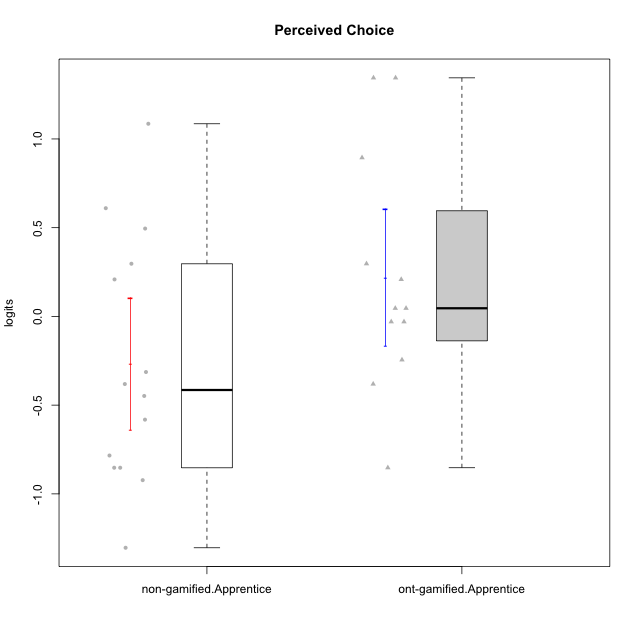 Perceived Choice
logits
1.0
0.5
0.0
-0.5
-1.0
non-gamified.Apprentice
ont-gamified.Apprentice